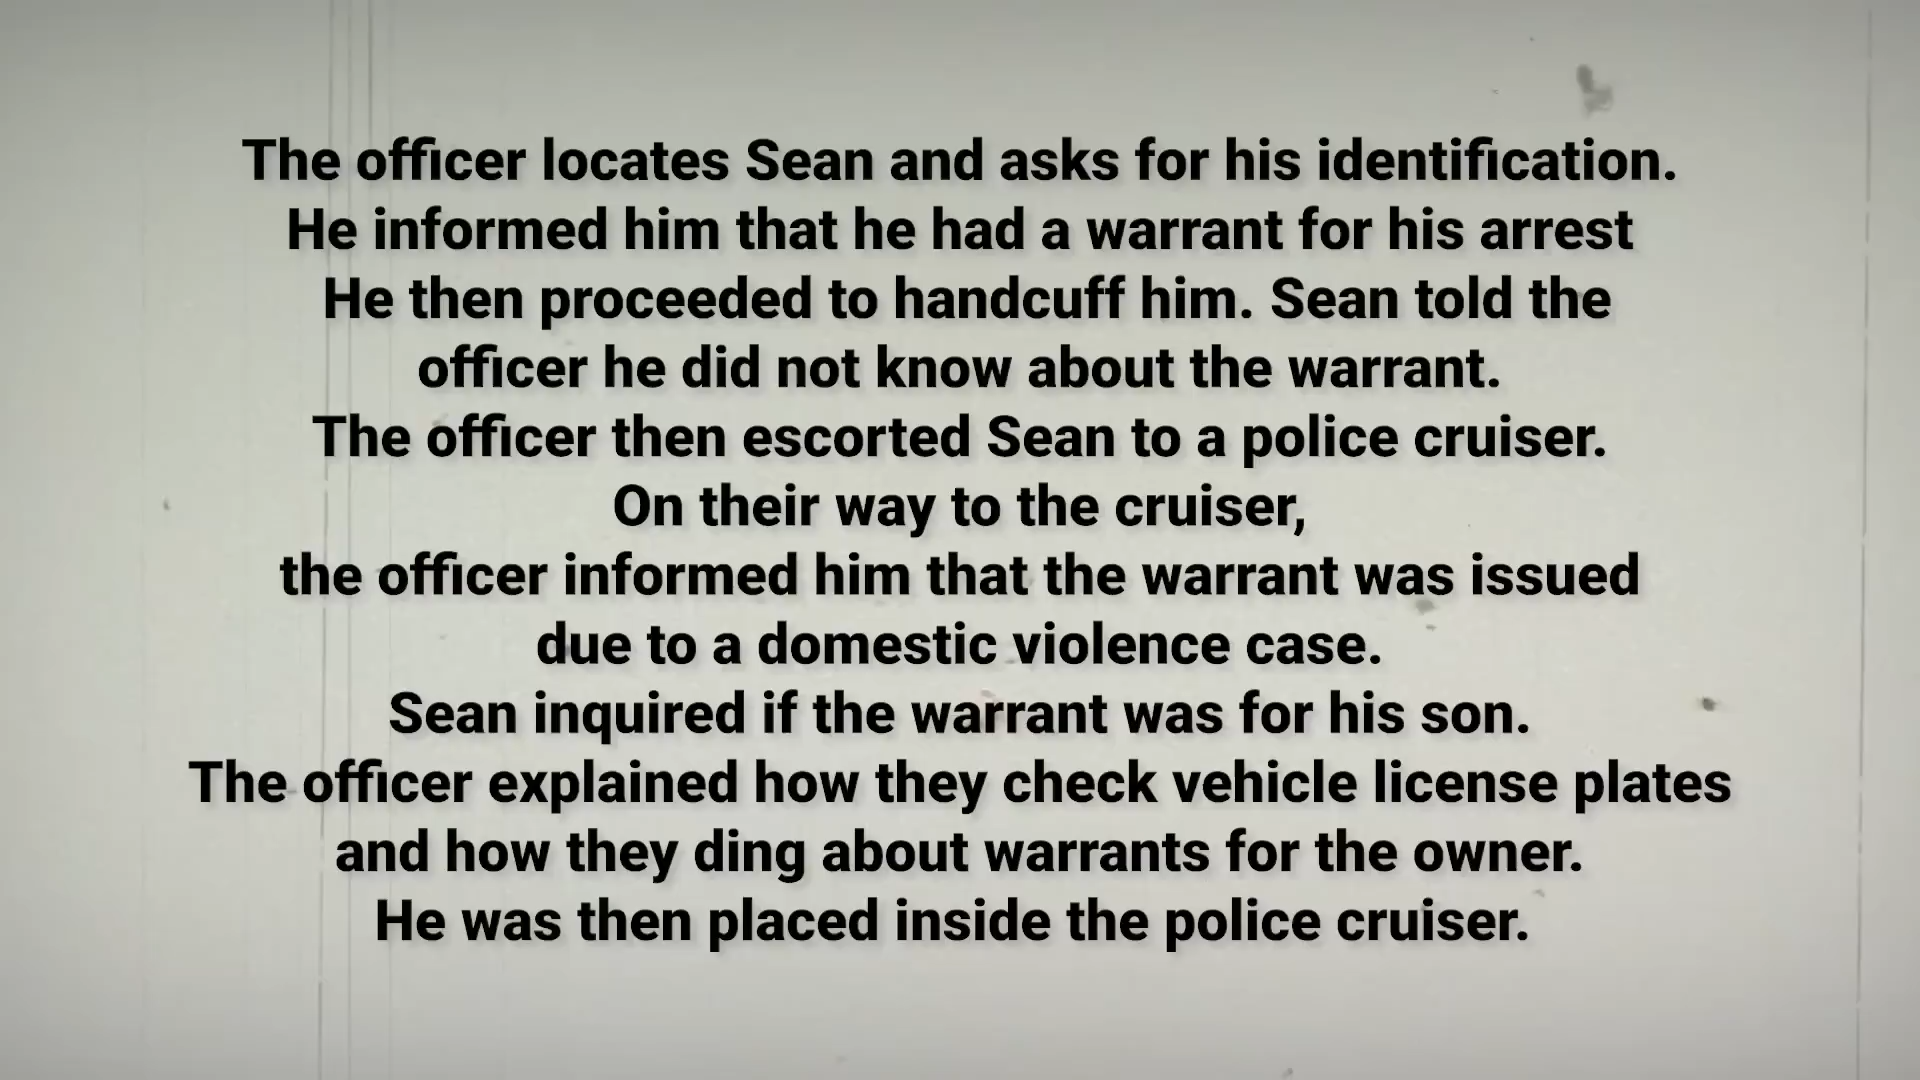 The officer locates Sean and asks for his identification.
He informed him that he had a warrant for his arrest
He then proceeded to handcuff him. Sean told the
officer he did not know about the warrant.
The officer then escorted Sean to a police cruiser.
On their way to the cruiser,
the officer informed him that the warrant was issued
due to a domestic violence case.
Sean inquired if the warrant was for his son.
The officer explained how they check vehicle license plates
and how they ding about warrants for the owner.
He was then placed inside the police cruiser.